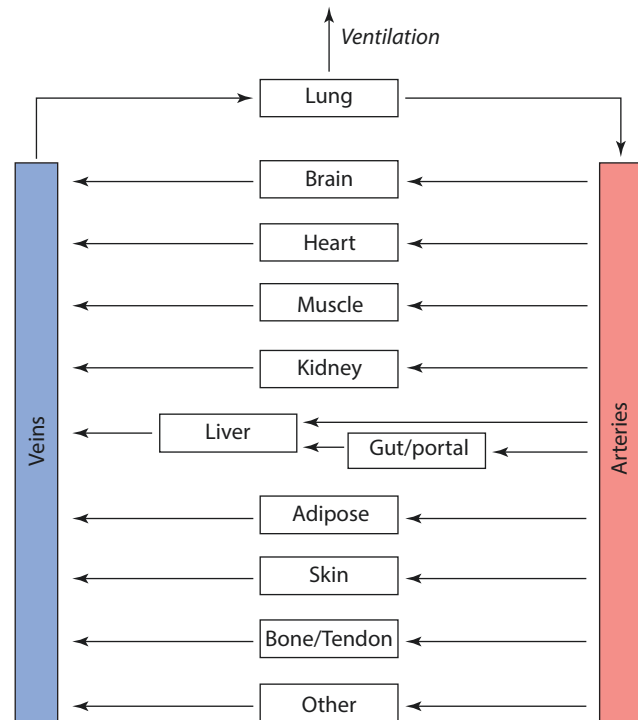 Ventilation
Lung
Brain
Heart
Muscle
Kidney
Liver
Gut/portal
Adipose
Skin
Bone/Tendon
Other
Veins
Arteries